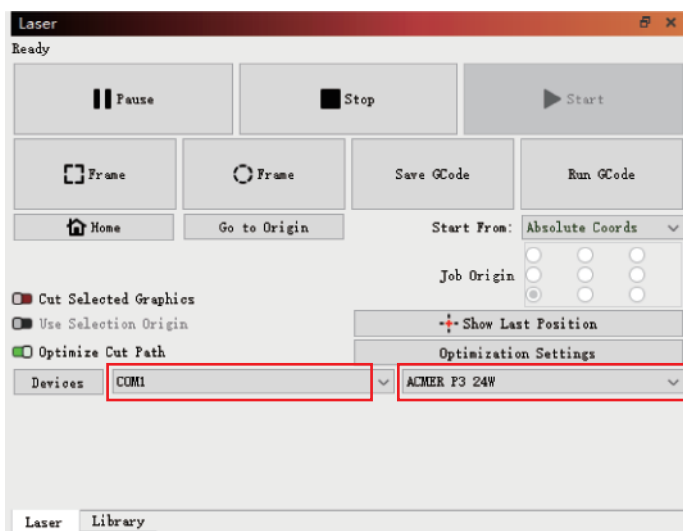 Laser
Ready
Pause
Stop
Start
Frame
Frame
Save GCode
Run GCode
Home
Go to Origin
Start From:
Absolute Coords
Job Origin
Cut Selected Graphics
Use Selection Origin
Show Last Position
Optimize Cut Path
Optimization Settings
Devices
COM1
ACMER P3 24W
Laser
Library